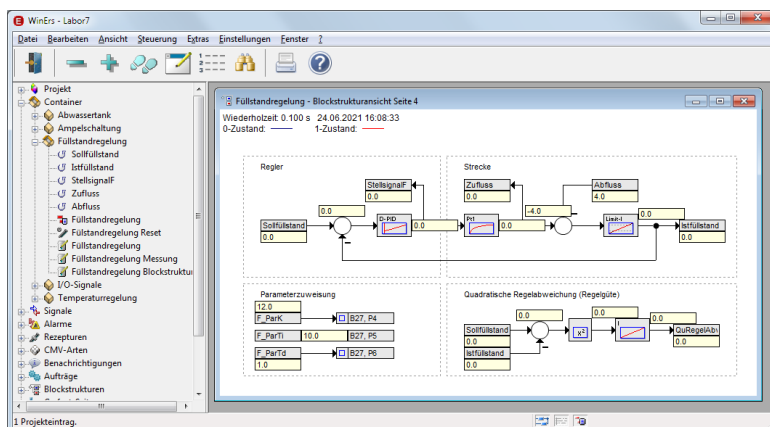 WinErs - Labor7
Datei Bearbeiten Ansicht Steuerung Extras Einstellungen Fenster ?
Projekt
Container
Abwassertank
Ampelschaltung
Füllstandregelung
Sollfüllstand
Istfüllstand
StellsignalF
Zufluss
Abfluss
Füllstandregelung
Fülstandregelung Reset
Füllstandregelung
Füllstandregelung Messung
Füllstandregelung Blockstruktu
I/O-Signale
Temperaturregelung
Signale
Alarme
Rezepturen
CMV-Arten
Benachrichtigungen
Aufträge
Blockstrukturen
Füllstandregelung - Blockstrukturansicht Seite 4
Wiederholzeit: 0.100 s 24.06.2021 16:08:33
0-Zustand: 1-Zustand:
Regler
Strecke
StellsignalF
0.0
Zufluss
0.0
Abfluss
4.0
0.0
-4.0
0.0
Sollfüllstand
0.0
D-PID
0.0
Pt1
0.0
Limit-I
Istfüllstand
0.0
Parameterzuweisung
12.0
F_ParK
B27, P4
F_ParTi
10.0
B27, P5
F_ParTd
1.0
B27, P6
Quadratische Regelabweichung (Regelgüte)
0.0
0.0
0.0
Sollfüllstand
0.0
Istfüllstand
0.0
x²
I
QuRegelAbw
0.0
1 Projekteintrag.